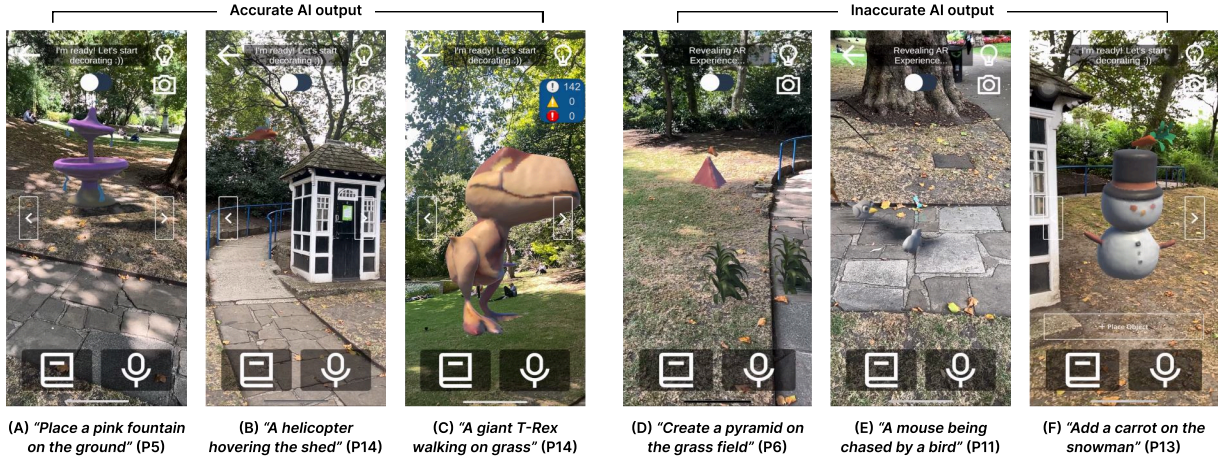 Accurate AI output
Inaccurate AI output
I'm ready! Let's start
decorating :))
I'm ready! Let's start
decorating :))
I'm ready! Let's start
decorating :))
142
0
0
Revealing AR
Experience...
Revealing AR
Experience...
I'm ready! Let's start
decorating :))
+ Place Object
(A) “Place a pink fountain
on the ground” (P5)
(B) “A helicopter
hovering the shed” (P14)
(C) “A giant T-Rex
walking on grass” (P14)
(D) “Create a pyramid on
the grass field” (P6)
(E) “A mouse being
chased by a bird” (P11)
(F) “Add a carrot on the
snowman” (P13)